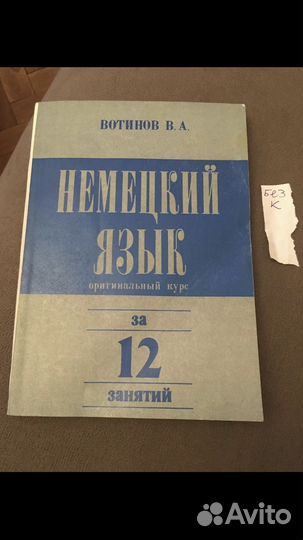 ВОТИНОВ В.А.
НЕМЕЦКИЙ
ЯЗЫК
оригинальный курс
за
12
занятий
без
К
Avito